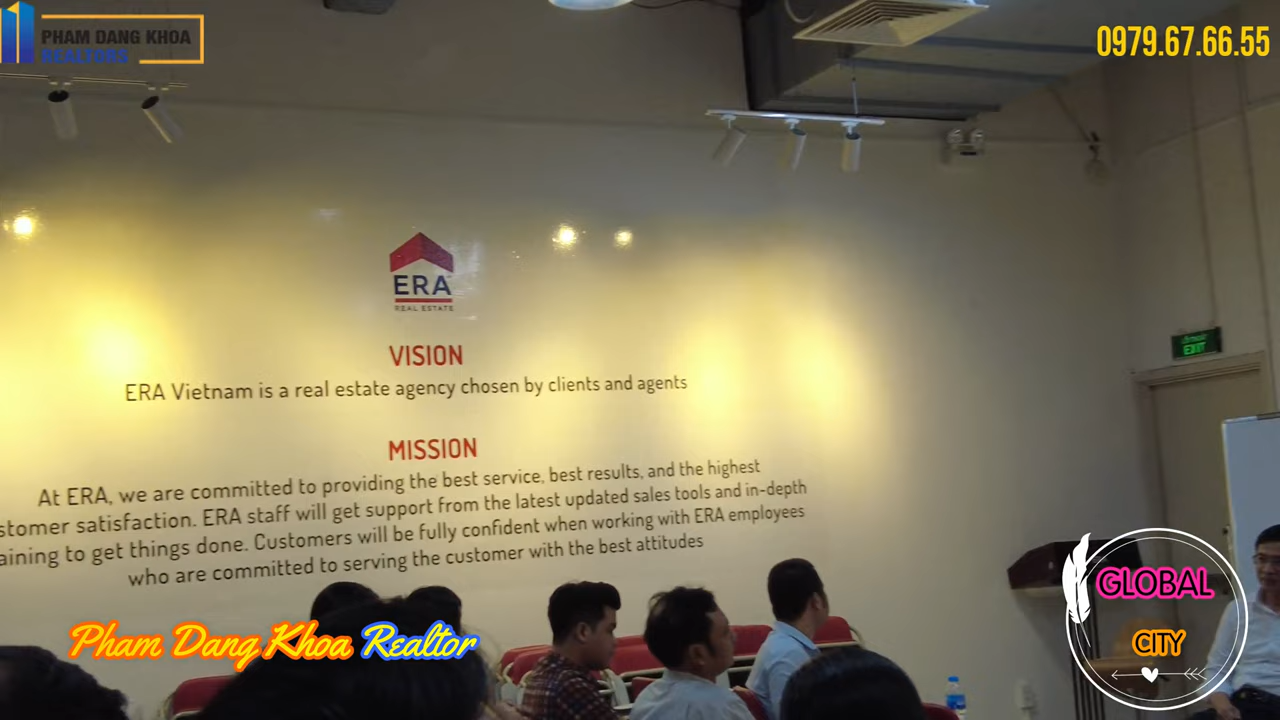 PHAM DANG KHOA
REALTORS
0979.67.66.55
ERA
REAL ESTATE
VISION
ERA Vietnam is a real estate agency chosen by clients and agents
MISSION
At ERA, we are committed to providing the best service, best results, and the highest
stomer satisfaction. ERA staff will get support from the latest updated sales tools and in-depth
aining to get things done. Customers will be fully confident when working with ERA employees
who are committed to serving the customer with the best attitudes
EXIT
Pham Dang Khoa Realtor
GLOBAL
CITY